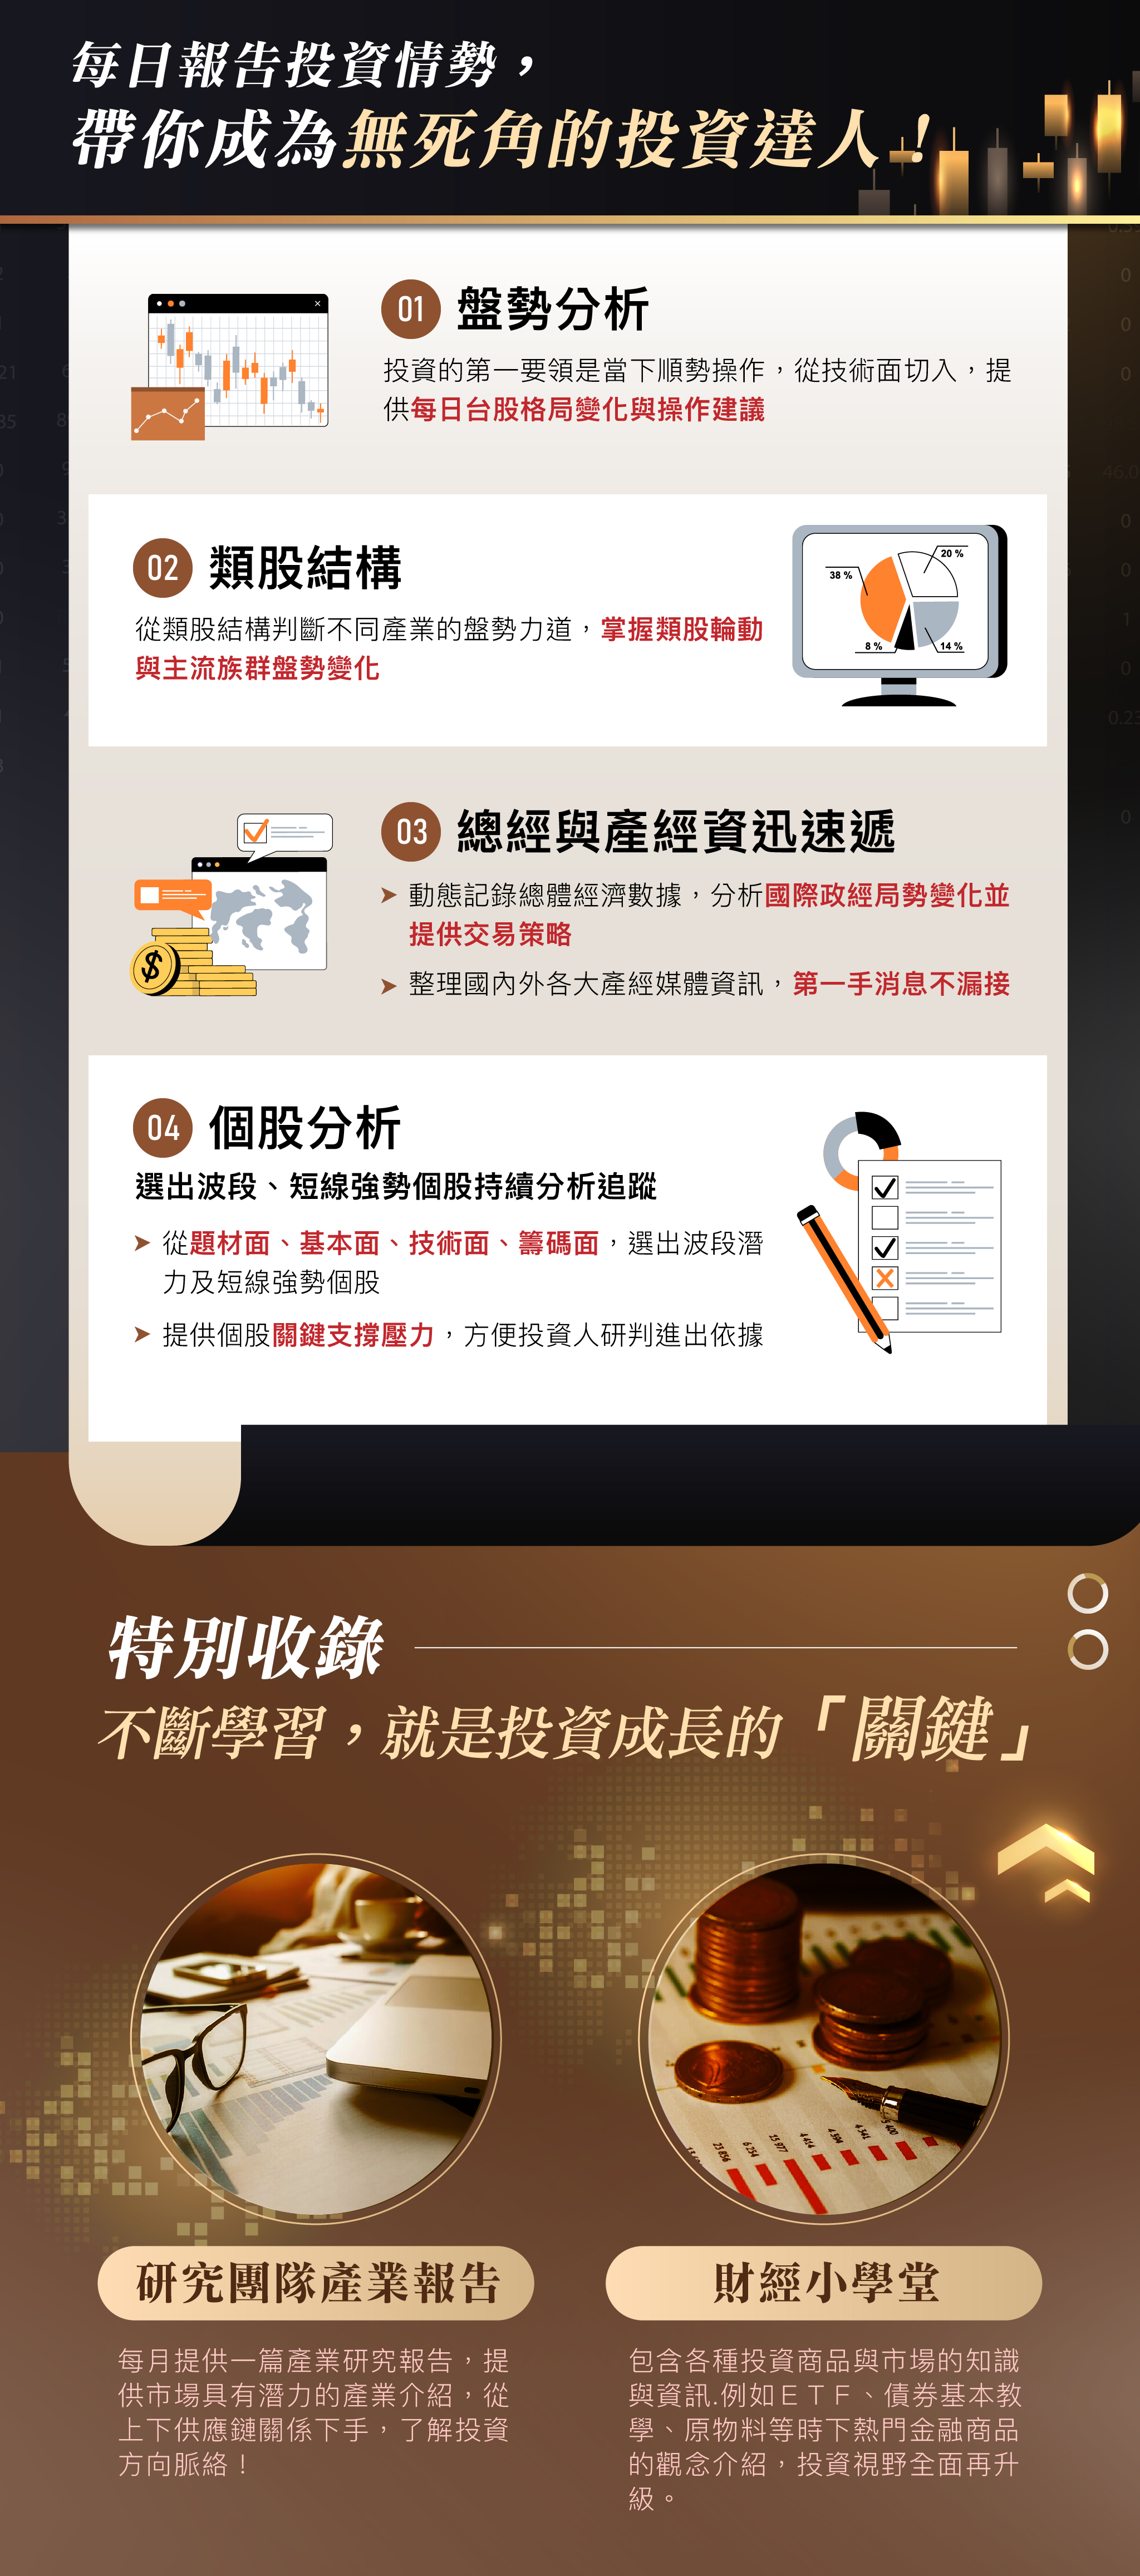 每日報告投資情勢，
帶你成為無死角的投資達人！
01 盤勢分析
投資的第一要領是當下順勢操作，從技術面切入，提
供每日台股格局變化與操作建議
02 類股結構
從類股結構判斷不同產業的盤勢力道，掌握類股輪動
與主流族群盤勢變化
20 %
38 %
8 %
14 %
03 總經與產經資迅速遞
動態記錄總體經濟數據，分析國際政經局勢變化並
提供交易策略
整理國內外各大產經媒體資訊，第一手消息不漏接
$
04 個股分析
選出波段、短線強勢個股持續分析追蹤
從題材面、基本面、技術面、籌碼面，選出波段潛
力及短線強勢個股
提供個股關鍵支撐壓力，方便投資人研判進出依據
特別收錄
不斷學習，就是投資成長的「關鍵」
研究團隊產業報告
每月提供一篇產業研究報告，提
供市場具有潛力的產業介紹，從
上下供應鏈關係下手，了解投資
方向脈絡！
財經小學堂
包含各種投資商品與市場的知識
與資訊.例如ＥＴＦ、債券基本教
學、原物料等時下熱門金融商品
的觀念介紹，投資視野全面再升
級。